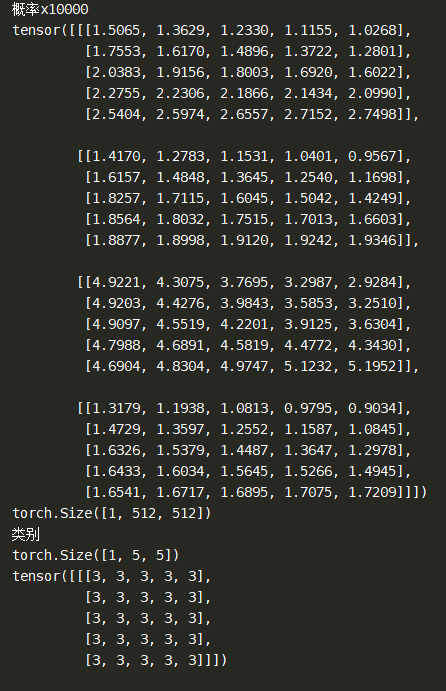 概率x10000
tensor([[[1.5065, 1.3629, 1.2330, 1.1155, 1.0268],
[1.7553, 1.6170, 1.4896, 1.3722, 1.2801],
[2.0383, 1.9156, 1.8003, 1.6920, 1.6022],
[2.2755, 2.2306, 2.1866, 2.1434, 2.0990],
[2.5404, 2.5974, 2.6557, 2.7152, 2.7498]],
[[1.4170, 1.2783, 1.1531, 1.0401, 0.9567],
[1.6157, 1.4848, 1.3645, 1.2540, 1.1698],
[1.8257, 1.7115, 1.6045, 1.5042, 1.4249],
[1.8564, 1.8032, 1.7515, 1.7013, 1.6603],
[1.8877, 1.8998, 1.9120, 1.9242, 1.9346]],
[[4.9221, 4.3075, 3.7695, 3.2987, 2.9284],
[4.9203, 4.4276, 3.9843, 3.5853, 3.2510],
[4.9097, 4.5519, 4.2201, 3.9125, 3.6304],
[4.7988, 4.6891, 4.5819, 4.4772, 4.3430],
[4.6904, 4.8304, 4.9747, 5.1232, 5.1952]],
[[1.3179, 1.1938, 1.0813, 0.9795, 0.9034],
[1.4729, 1.3597, 1.2552, 1.1587, 1.0845],
[1.6326, 1.5379, 1.4487, 1.3647, 1.2978],
[1.6433, 1.6034, 1.5645, 1.5266, 1.4945],
[1.6541, 1.6717, 1.6895, 1.7075, 1.7209]]])
torch.Size([1, 512, 512])
类别
torch.Size([1, 5, 5])
tensor([[[3, 3, 3, 3, 3],
[3, 3, 3, 3, 3],
[3, 3, 3, 3, 3],
[3, 3, 3, 3, 3],
[3, 3, 3, 3, 3]]])